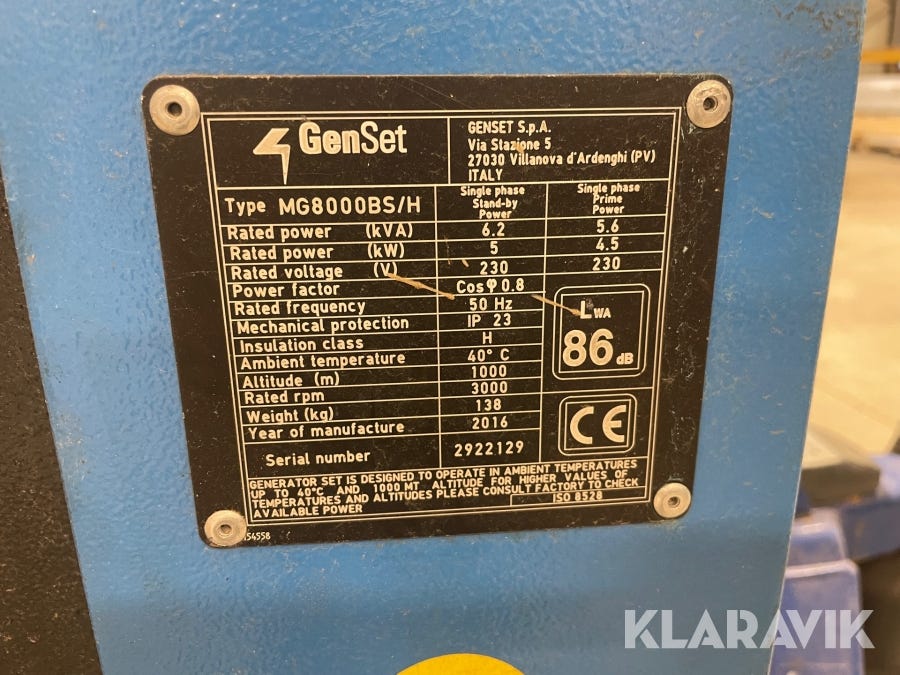 GenSet
GENSET S.p.A.
Via Stazione 5
27030 Villanova d'Ardenghi (PV)
ITALY
Type MG8000BS/H
Single phase
Stand-by
Power
Single phase
Prime
Power
Rated power (kVA) 6.2 5.6
Rated power (kW) 5 4.5
Rated voltage (V) 230 230
Power factor Cosφ 0.8
Rated frequency 50 Hz
Mechanical protection IP 23
Insulation class H
Ambient temperature 40° C
Altitude (m) 1000
Rated rpm 3000
Weight (kg) 138
Year of manufacture 2016
Serial number 2922129
LWA
86 dB
CE
GENERATOR SET IS DESIGNED TO OPERATE IN AMBIENT TEMPERATURES
UP TO 40°C AND 1000 MT ALTITUDE FOR HIGHER VALUES OF
TEMPERATURES AND ALTITUDES PLEASE CONSULT FACTORY TO CHECK
AVAILABLE POWER
ISO 8528
54558
KLARAVIK